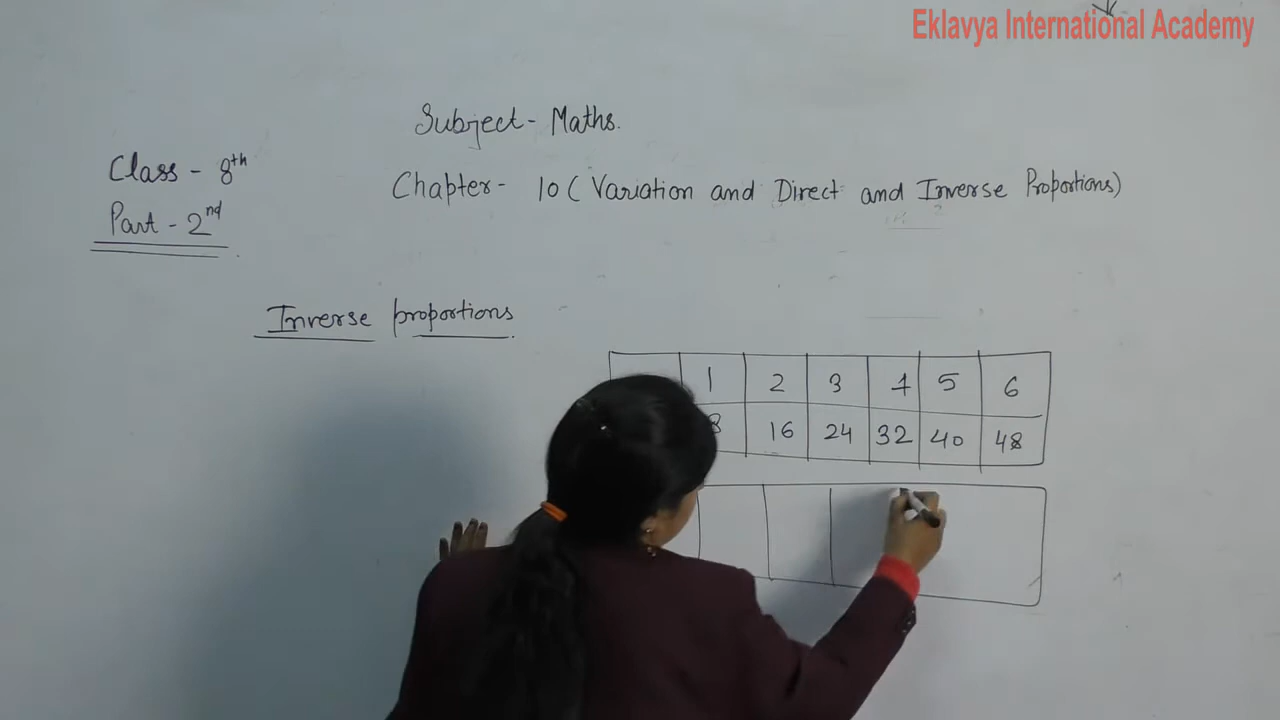 Eklavya International Academy
Subject - Maths.
Class - 8th
Chapter - 10 ( Variation and Direct and Inverse Proportions)
Part - 2nd
Inverse proportions
1 2 3 4 5 6
8 16 24 32 40 48